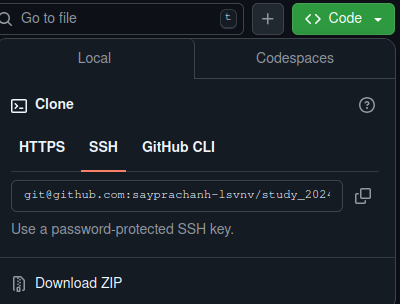 Go to file
t
Code
Local
Codespaces
Clone
HTTPS
SSH
GitHub CLI
git@github.com:sayprachanh-lsvnv/study_2024
Use a password-protected SSH key.
Download ZIP